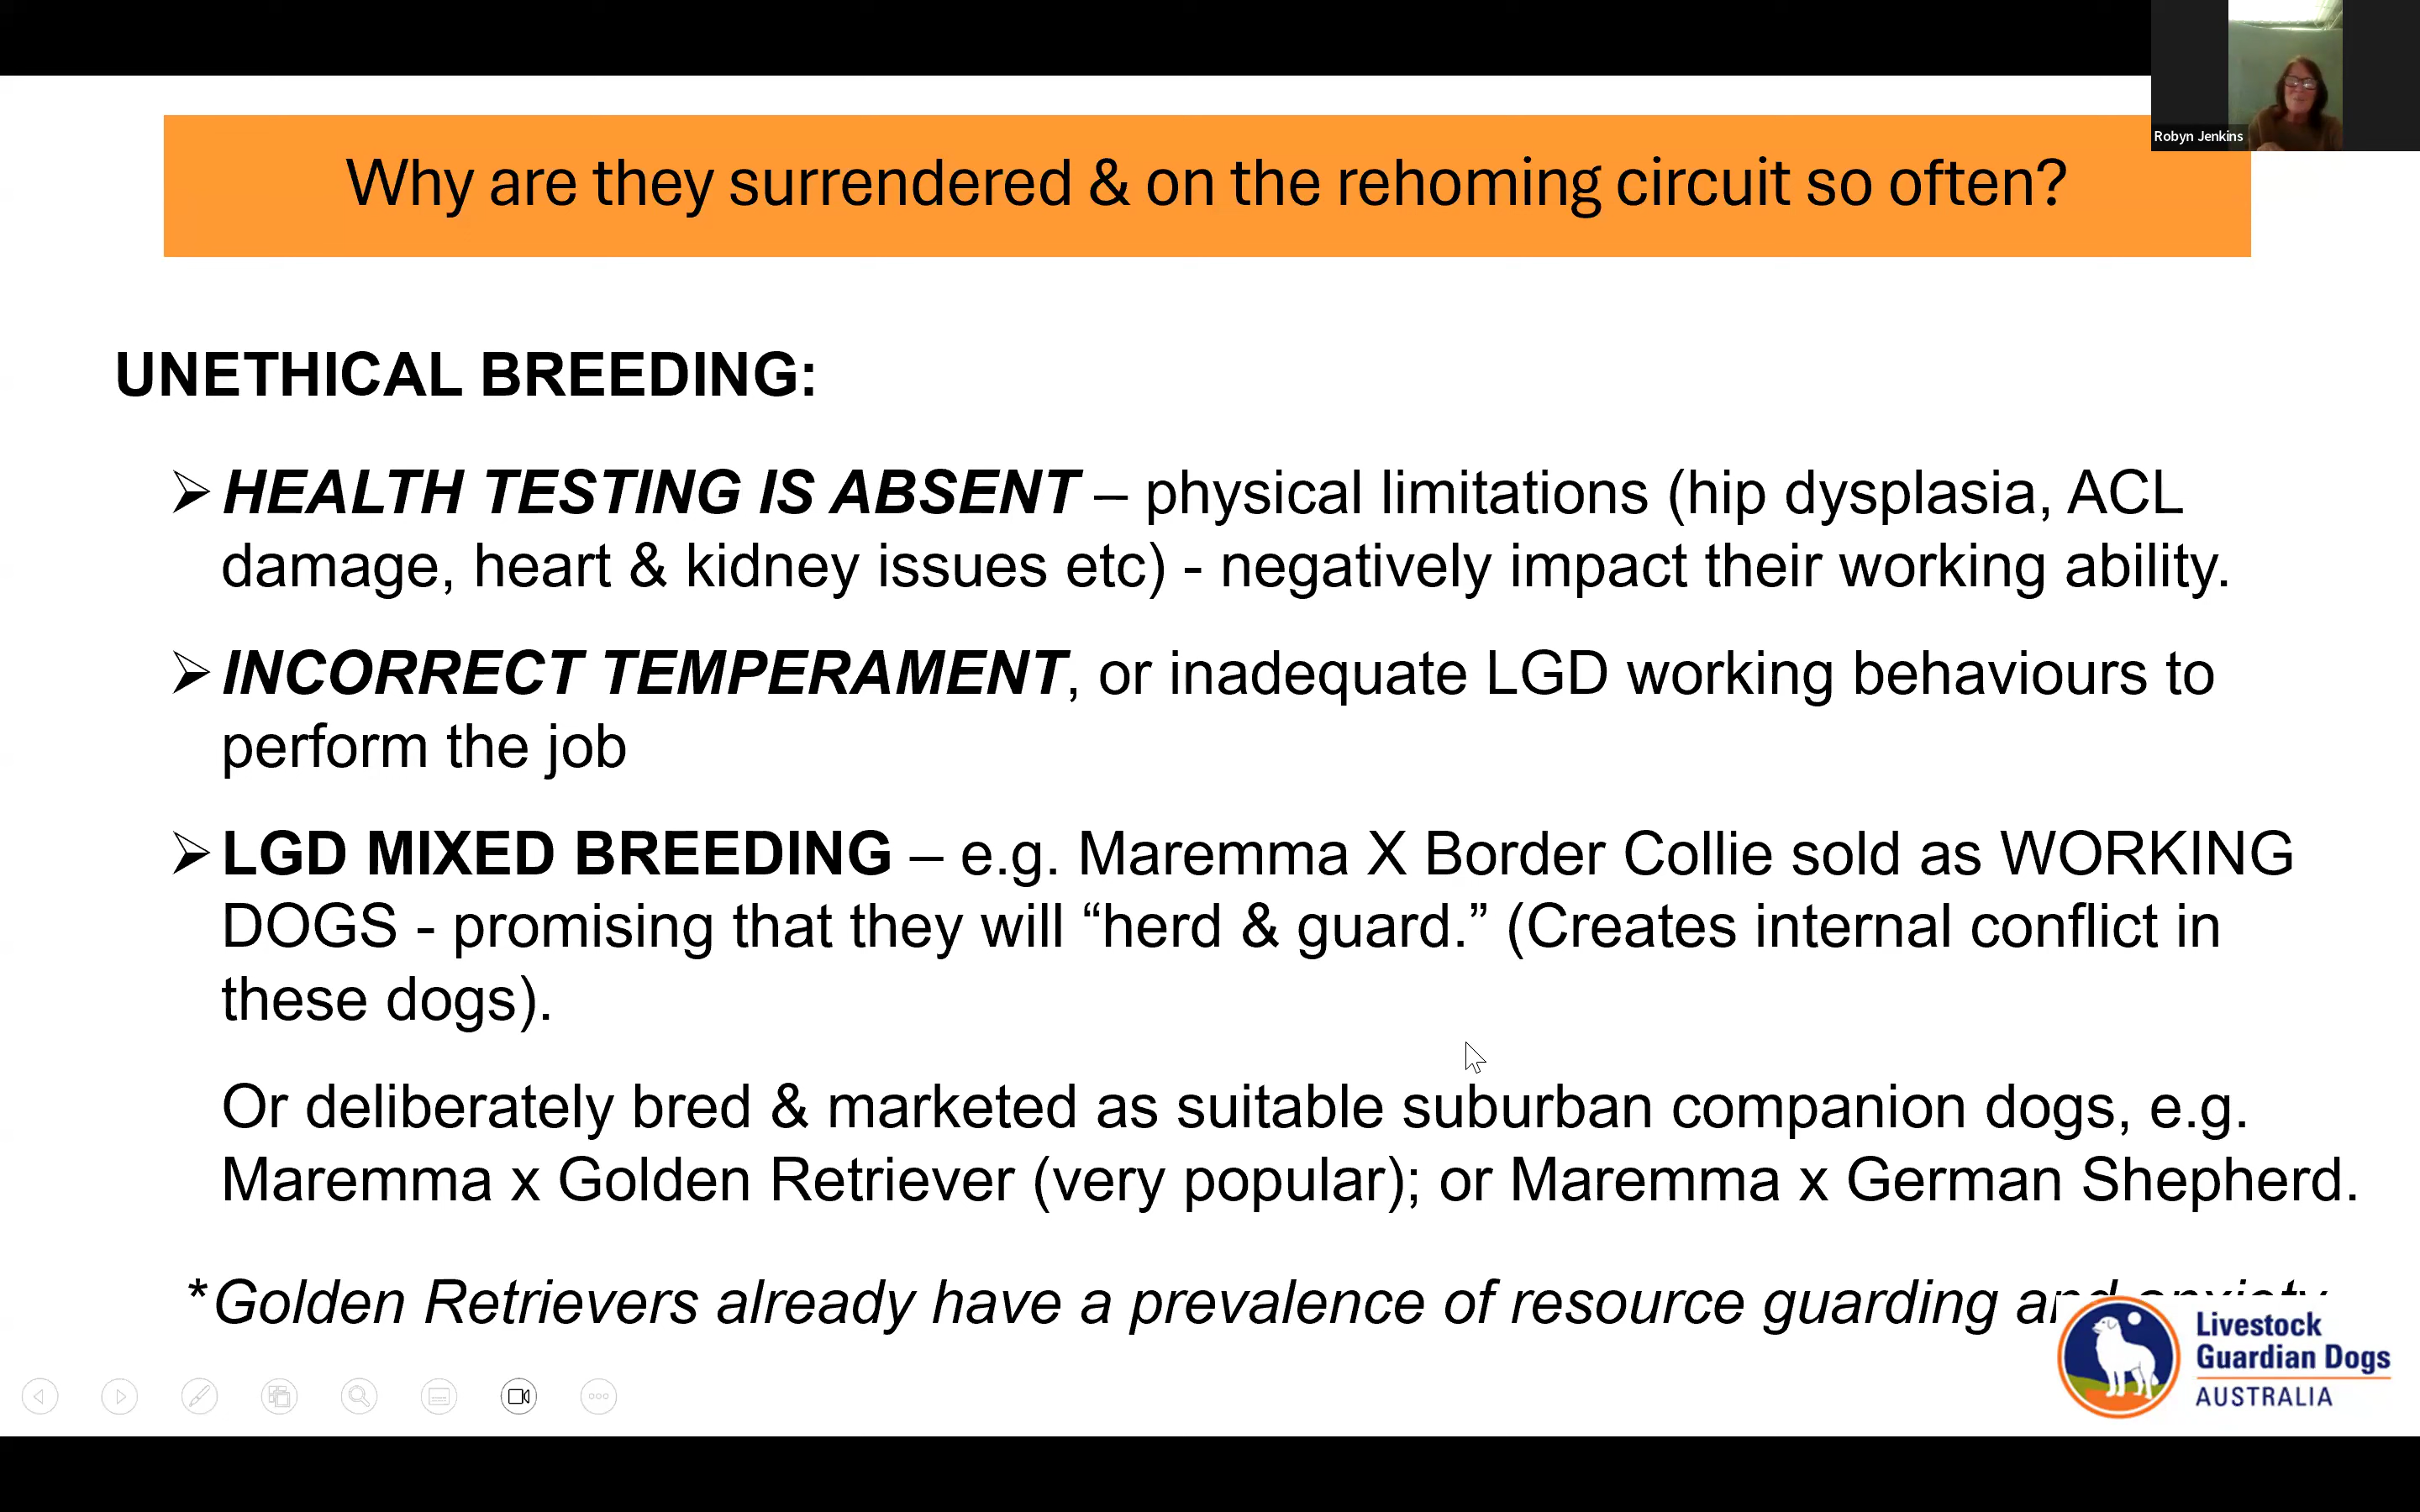 Robyn Jenkins
Why are they surrendered & on the rehoming circuit so often?
UNETHICAL BREEDING:
➢ HEALTH TESTING IS ABSENT – physical limitations (hip dysplasia, ACL
damage, heart & kidney issues etc) - negatively impact their working ability.
➢ INCORRECT TEMPERAMENT, or inadequate LGD working behaviours to
perform the job
➢ LGD MIXED BREEDING – e.g. Maremma X Border Collie sold as WORKING
DOGS - promising that they will “herd & guard.” (Creates internal conflict in
these dogs).
Or deliberately bred & marketed as suitable suburban companion dogs, e.g.
Maremma x Golden Retriever (very popular); or Maremma x German Shepherd.
*Golden Retrievers already have a prevalence of resource guarding and anxiety
Livestock
Guardian Dogs
AUSTRALIA